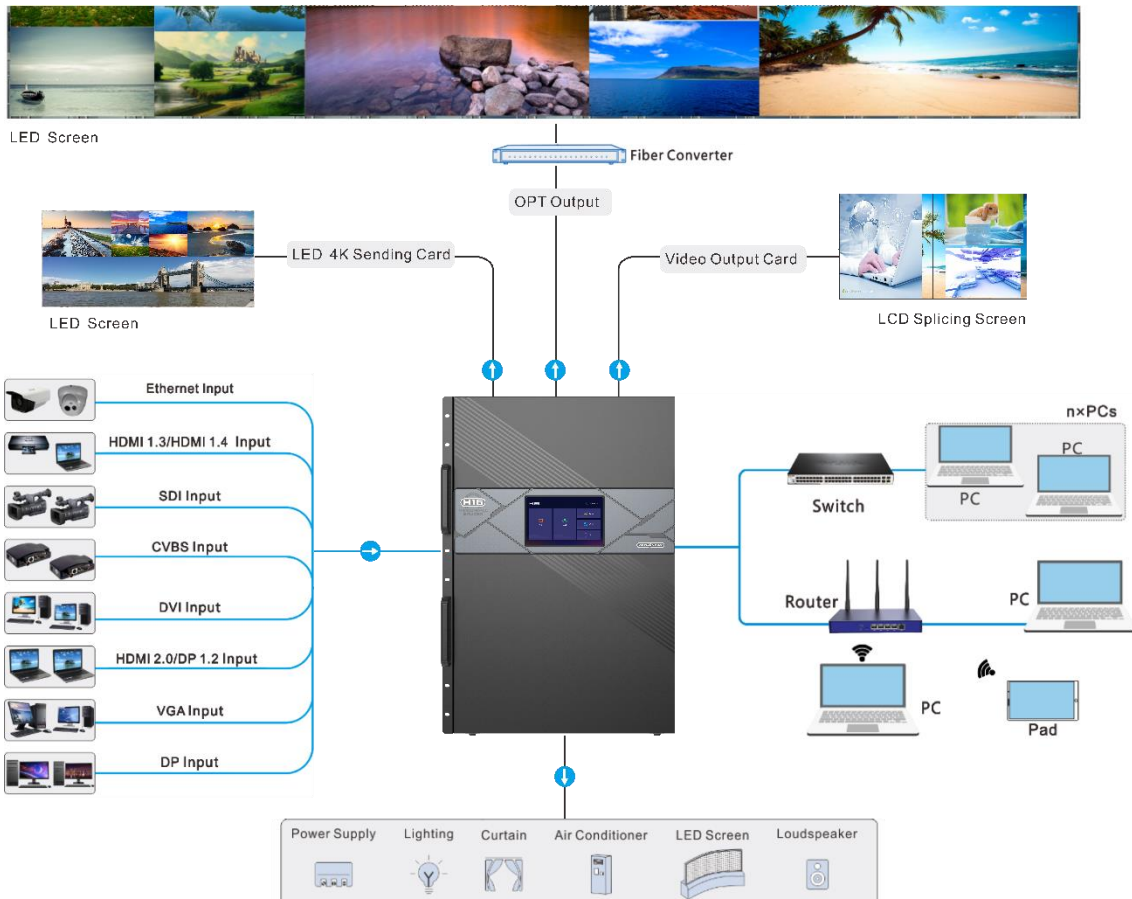 LED Screen
Fiber Converter
OPT Output
LED 4K Sending Card
Video Output Card
LED Screen
LCD Splicing Screen
Ethernet Input
HDMI 1.3/HDMI 1.4 Input
SDI Input
CVBS Input
DVI Input
HDMI 2.0/DP 1.2 Input
VGA Input
DP Input
H15
n×PCs
PC
PC
Switch
Router
PC
PC
Pad
Power Supply
Lighting
Curtain
Air Conditioner
LED Screen
Loudspeaker